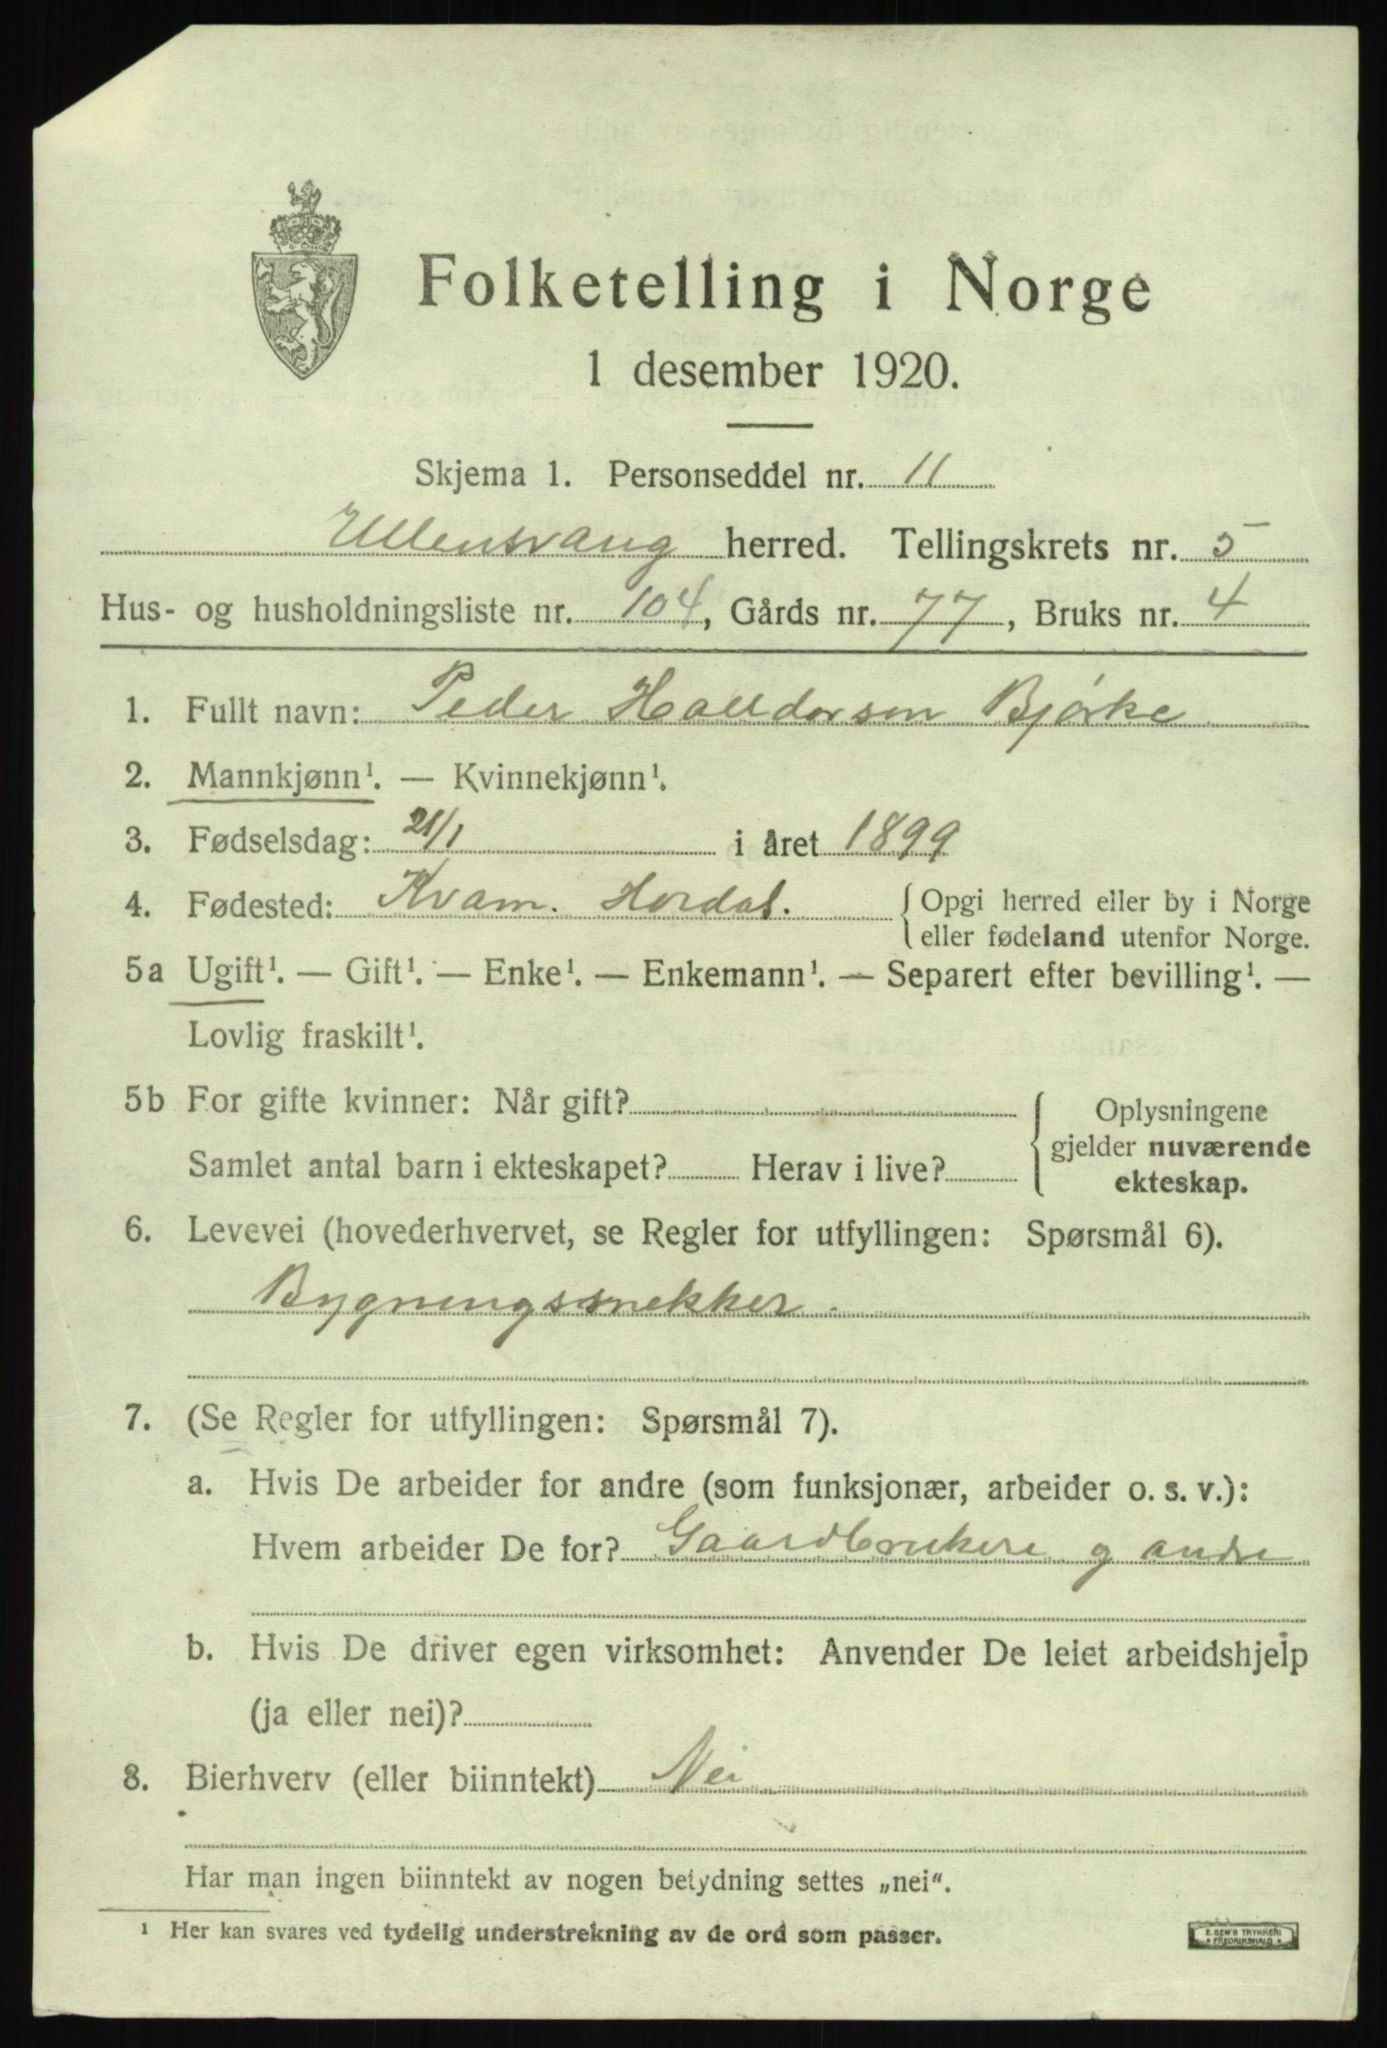 Folketelling i Norge
1 desember 1920.
Skjema 1. Personseddel nr. 11
Ullensvang herred. Tellingskrets nr. 5
Hus- og husholdningsliste nr. 104, Gårds nr. 77, Bruks nr. 4
1. Fullt navn: Peder Halldorson Bjørke
2. Mannkjønn¹. — Kvinnekjønn¹.
3. Fødselsdag: 21/1 i året 1899
4. Fødested: Kvam. Hordal. { Opgi herred eller by i Norge
eller fødeland utenfor Norge.
5a Ugift¹. — Gift¹. — Enke¹. — Enkemann¹. — Separert efter bevilling¹. —
Lovlig fraskilt¹.
5b For gifte kvinner: Når gift?
Samlet antal barn i ekteskapet? Herav i live?
Oplysningene
gjelder nuværende
ekteskap.
6. Levevei (hovederhvervet, se Regler for utfyllingen: Spørsmål 6).
Bygningssnekker.
7. (Se Regler for utfyllingen: Spørsmål 7).
a. Hvis De arbeider for andre (som funksjonær, arbeider o. s. v.):
Hvem arbeider De for? Gaardbrukere og andre
b. Hvis De driver egen virksomhet: Anvender De leiet arbeidshjelp
(ja eller nei)?
8. Bierhverv (eller biinntekt) Nei
Har man ingen biinntekt av nogen betydning settes „nei“.
¹ Her kan svares ved tydelig understrekning av de ord som passer.
E. SEM'S TRYKKERI
• FREDRIKSHALD •